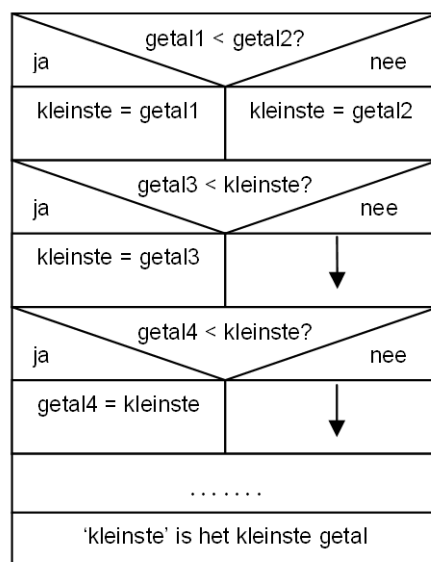 getal1 < getal2?
ja nee
kleinste = getal1 kleinste = getal2
getal3 < kleinste?
ja nee
kleinste = getal3
getal4 < kleinste?
ja nee
getal4 = kleinste
.......
‘kleinste’ is het kleinste getal